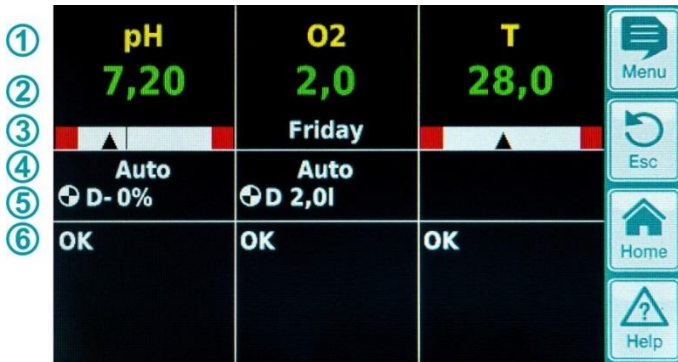 ① pH O2 T Menu
② 7,20 2,0 28,0
③ Friday Esc
④ Auto Auto
⑤ D- 0% D 2,0l
⑥ OK OK OK Home
? Help